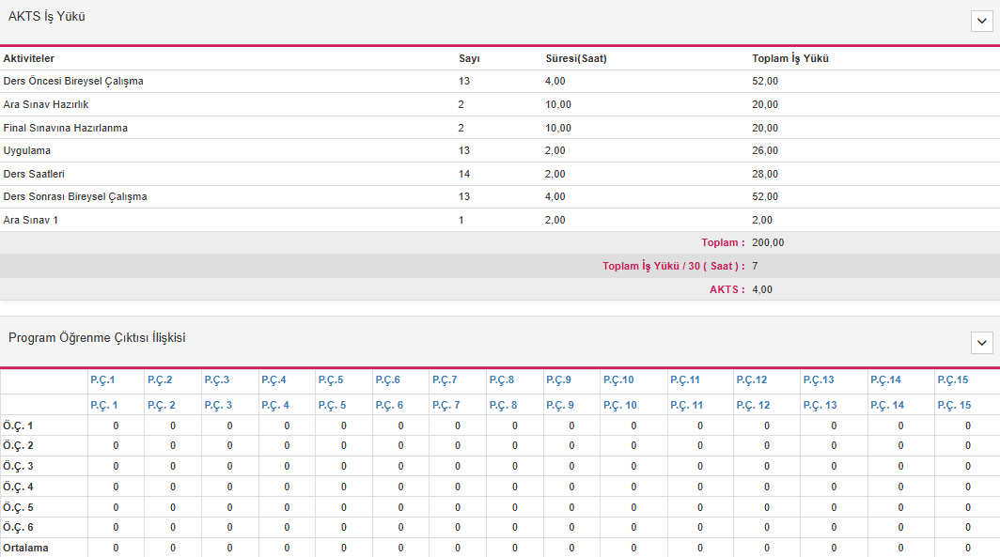 AKTS İş Yükü
Aktiviteler Sayı Süresi(Saat) Toplam İş Yükü
Ders Öncesi Bireysel Çalışma 13 4,00 52,00
Ara Sınav Hazırlık 2 10,00 20,00
Final Sınavına Hazırlanma 2 10,00 20,00
Uygulama 13 2,00 26,00
Ders Saatleri 14 2,00 28,00
Ders Sonrası Bireysel Çalışma 13 4,00 52,00
Ara Sınav 1 1 2,00 2,00
Toplam : 200,00
Toplam İş Yükü / 30 ( Saat ) : 7
AKTS : 4,00
Program Öğrenme Çıktısı İlişkisi
P.Ç.1 P.Ç.2 P.Ç.3 P.Ç.4 P.Ç.5 P.Ç.6 P.Ç.7 P.Ç.8 P.Ç.9 P.Ç.10 P.Ç.11 P.Ç.12 P.Ç.13 P.Ç.14 P.Ç.15
P.Ç. 1 P.Ç. 2 P.Ç. 3 P.Ç. 4 P.Ç. 5 P.Ç. 6 P.Ç. 7 P.Ç. 8 P.Ç. 9 P.Ç. 10 P.Ç. 11 P.Ç. 12 P.Ç. 13 P.Ç. 14 P.Ç. 15
Ö.Ç. 1 0 0 0 0 0 0 0 0 0 0 0 0 0 0 0
Ö.Ç. 2 0 0 0 0 0 0 0 0 0 0 0 0 0 0 0
Ö.Ç. 3 0 0 0 0 0 0 0 0 0 0 0 0 0 0 0
Ö.Ç. 4 0 0 0 0 0 0 0 0 0 0 0 0 0 0 0
Ö.Ç. 5 0 0 0 0 0 0 0 0 0 0 0 0 0 0 0
Ö.Ç. 6 0 0 0 0 0 0 0 0 0 0 0 0 0 0 0
Ortalama 0 0 0 0 0 0 0 0 0 0 0 0 0 0 0